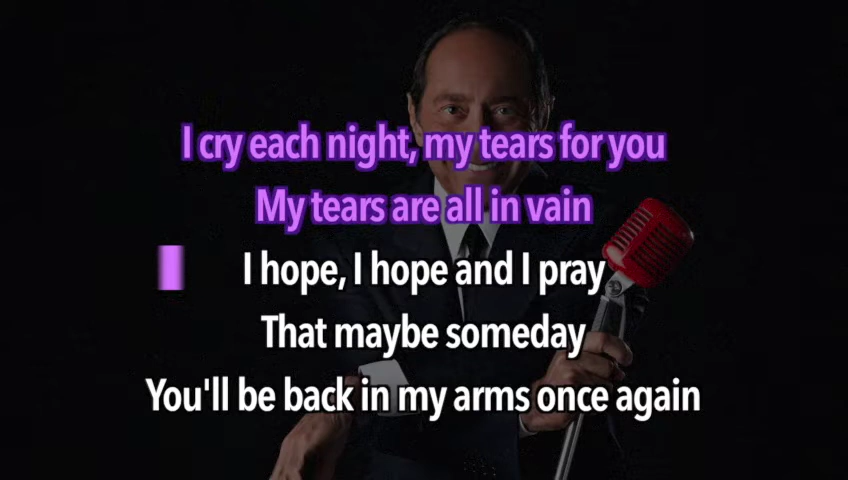 I cry each night, my tears for you
My tears are all in vain
I hope, I hope and I pray
That maybe someday
You'll be back in my arms once again